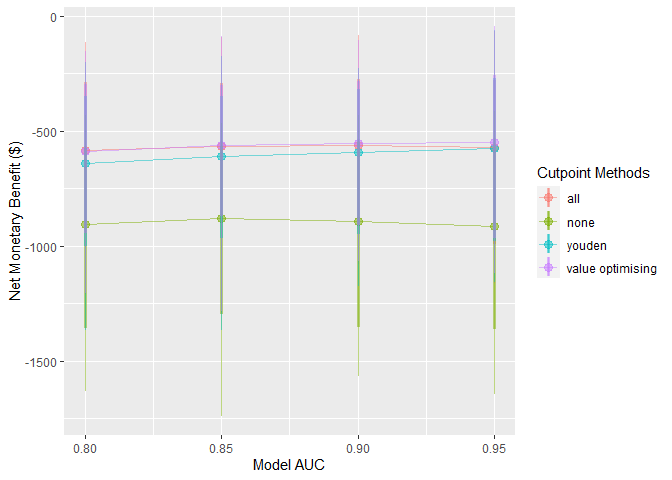 0
-500
-1000
-1500
Net Monetary Benefit ($)
0.80 0.85 0.90 0.95
Model AUC
Cutpoint Methods
all
none
youden
value optimising